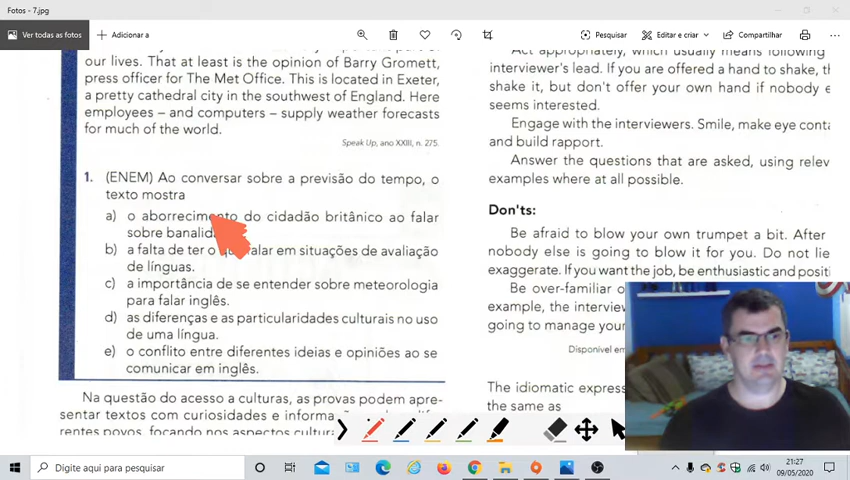 Fotos - 7.jpg
Ver todas as fotos
Adicionar a
Pesquisar
Editar e criar
Compartilhar
our lives. That at least is the opinion of Barry Gromett,
press officer for The Met Office. This is located in Exeter,
a pretty cathedral city in the southwest of England. Here
employees – and computers – supply weather forecasts
for much of the world.
Speak Up, ano XXIII, n. 275.
1. (ENEM) Ao conversar sobre a previsão do tempo, o
texto mostra
a) o aborrecimento do cidadão britânico ao falar
sobre
b) a falta de ter o falar em situações de avaliação
de línguas.
c) a importância de se entender sobre meteorologia
para falar inglês.
d) as diferenças e as particularidades culturais no uso
de uma língua.
e) o conflito entre diferentes ideias e opiniões ao se
comunicar em inglês.
Na questão do acesso a culturas, as provas podem apre-
sentar textos com curiosidades e
rentes povos, focando nos aspectos
Act appropriately, which usually means following
interviewer's lead. If you are offered a hand to shake,
shake it, but don't offer your own hand if nobody e
seems interested.
Engage with the interviewers. Smile, make eye
and build rapport.
Answer the questions that are asked, using
examples where at all possible.
Don'ts:
Be afraid to blow your own trumpet a bit. After
nobody else is going to blow it for you. Do not lie
exaggerate. If you want the job, be enthusiastic and
Be over-familiar
example, the
going to manage
Disponível em
The idiomatic
the same as
Digite aqui para pesquisar
21:27
09/05/2020